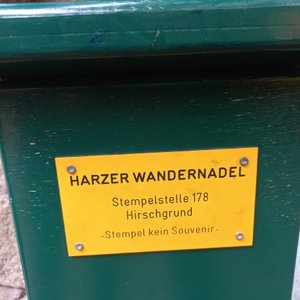 HARZER WANDERNADEL
Stempelstelle 178
Hirschgrund
-Stempel kein Souvenir-